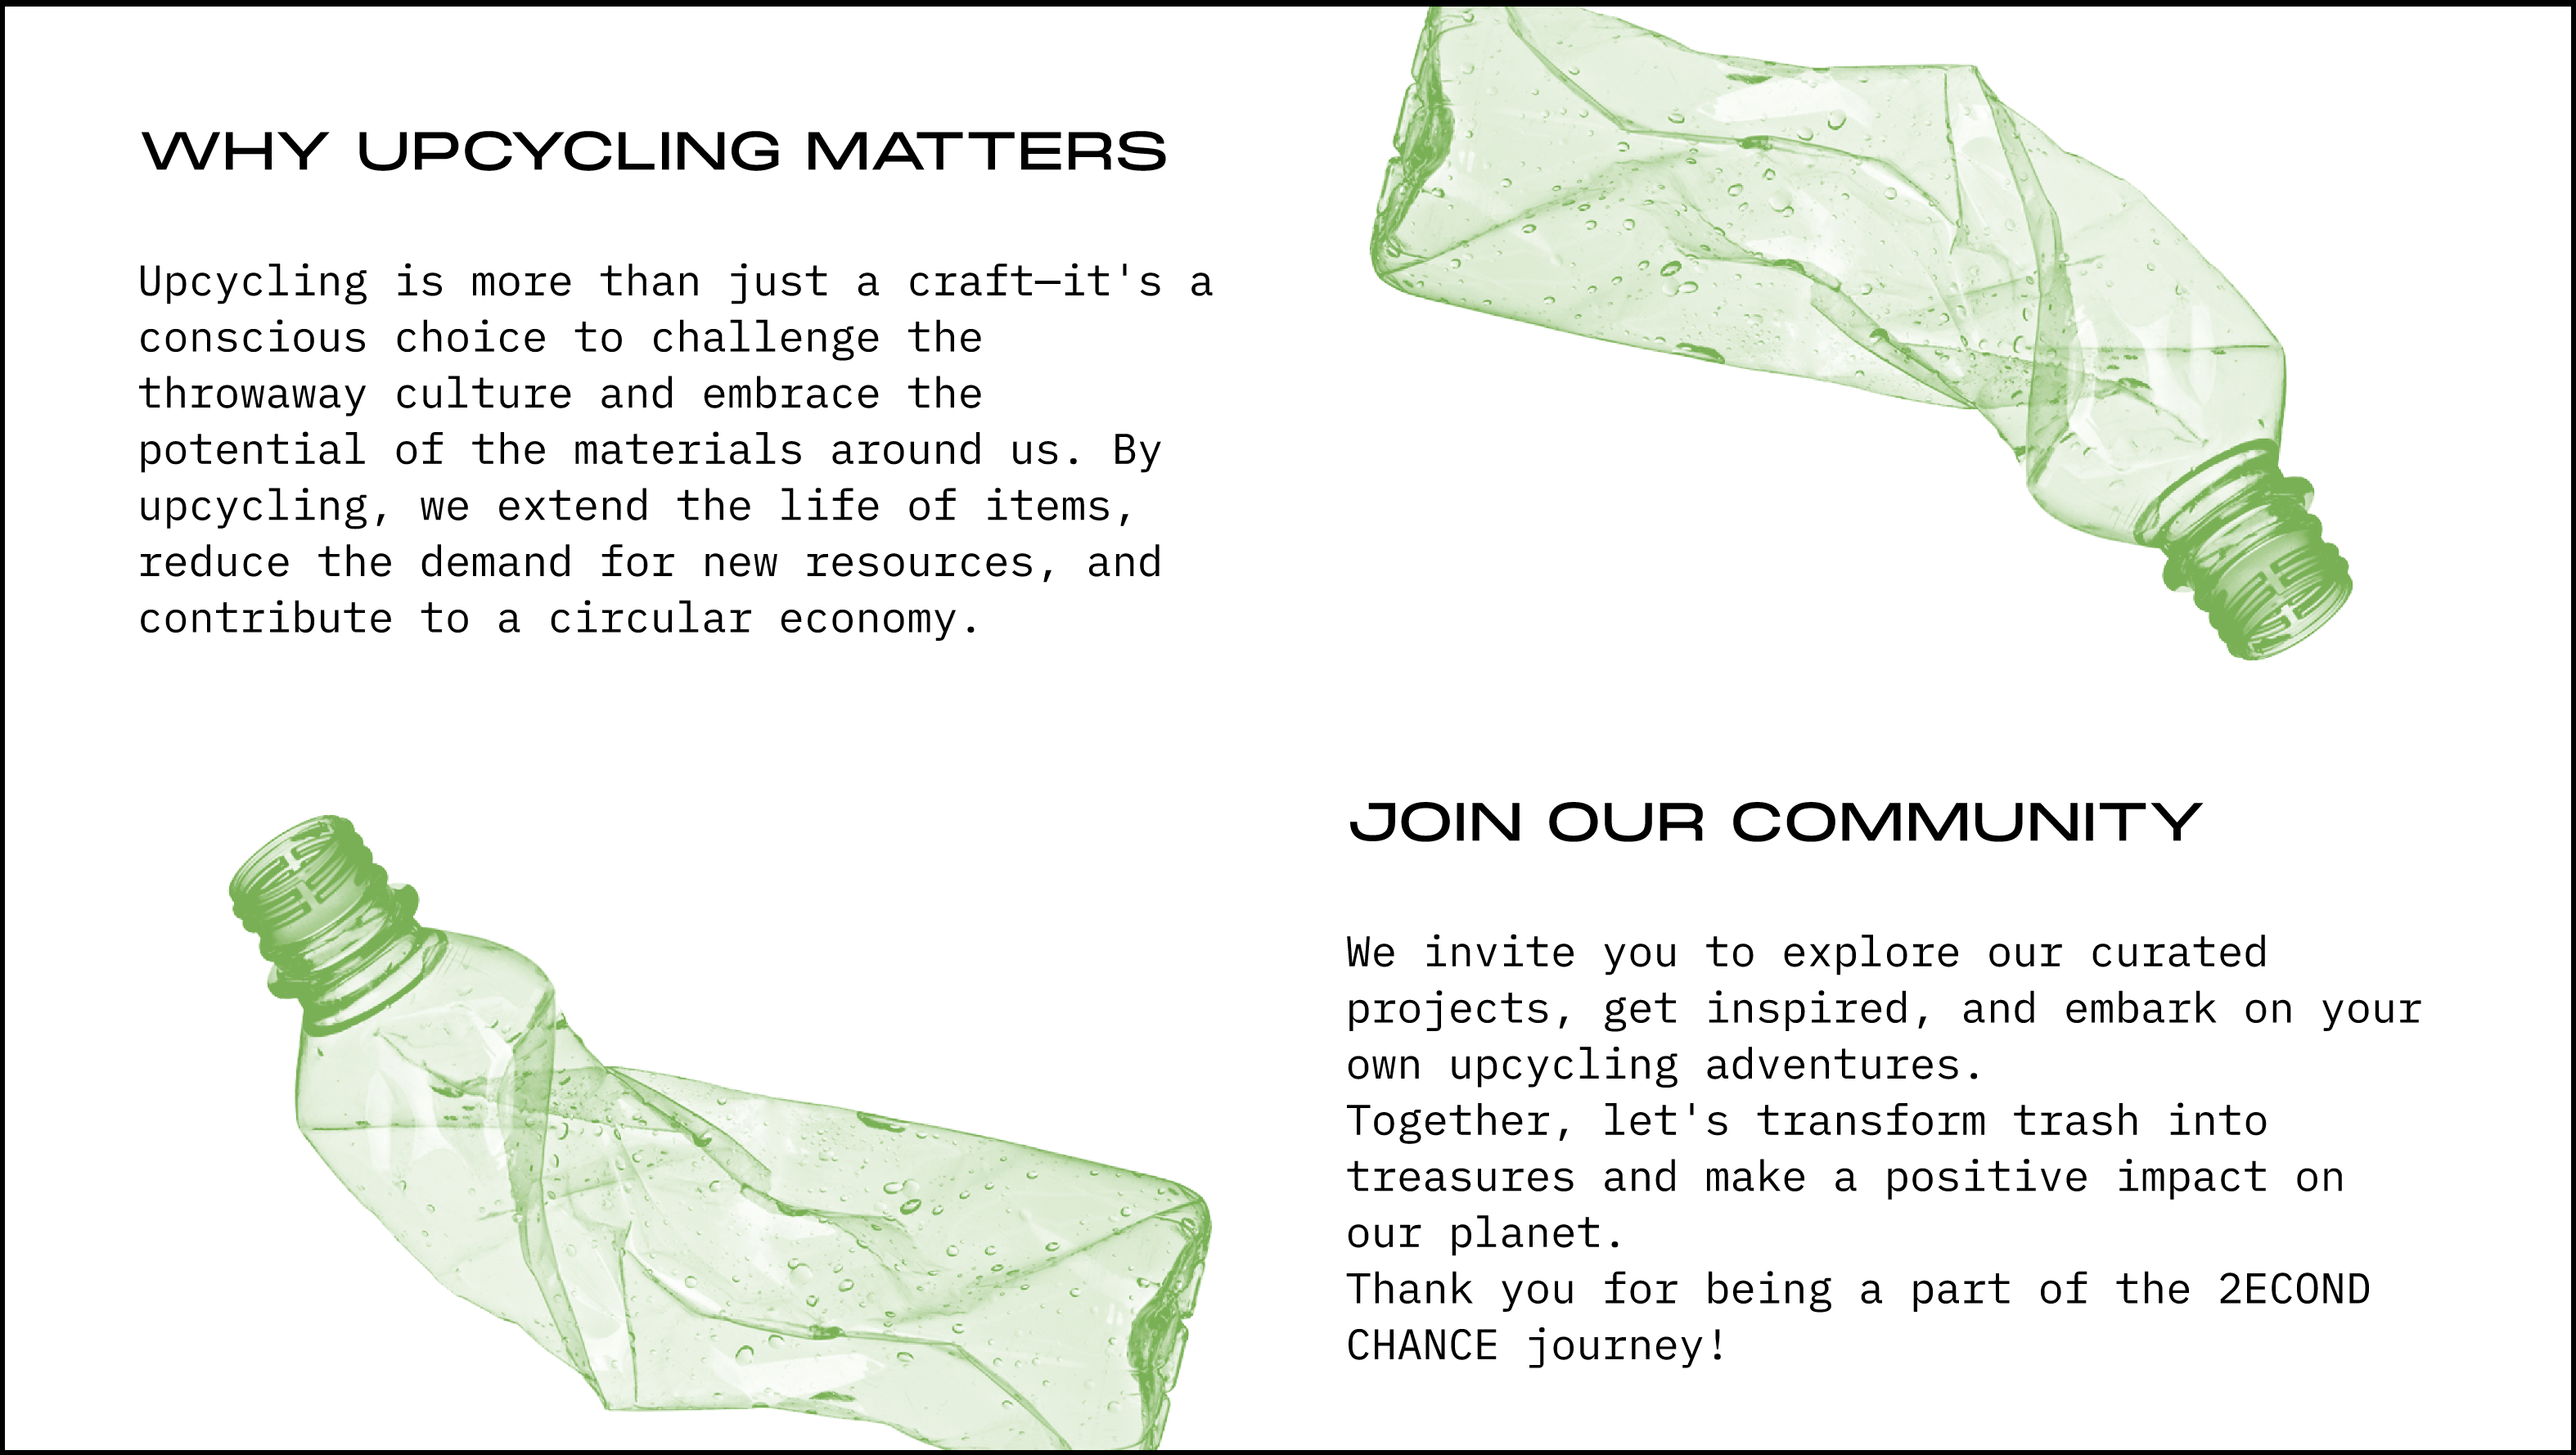 WHY UPCYCLING MATTERS
Upcycling is more than just a craft—it's a
conscious choice to challenge the
throwaway culture and embrace the
potential of the materials around us. By
upcycling, we extend the life of items,
reduce the demand for new resources, and
contribute to a circular economy.
JOIN OUR COMMUNITY
We invite you to explore our curated
projects, get inspired, and embark on your
own upcycling adventures.
Together, let's transform trash into
treasures and make a positive impact on
our planet.
Thank you for being a part of the 2ECOND
CHANCE journey!